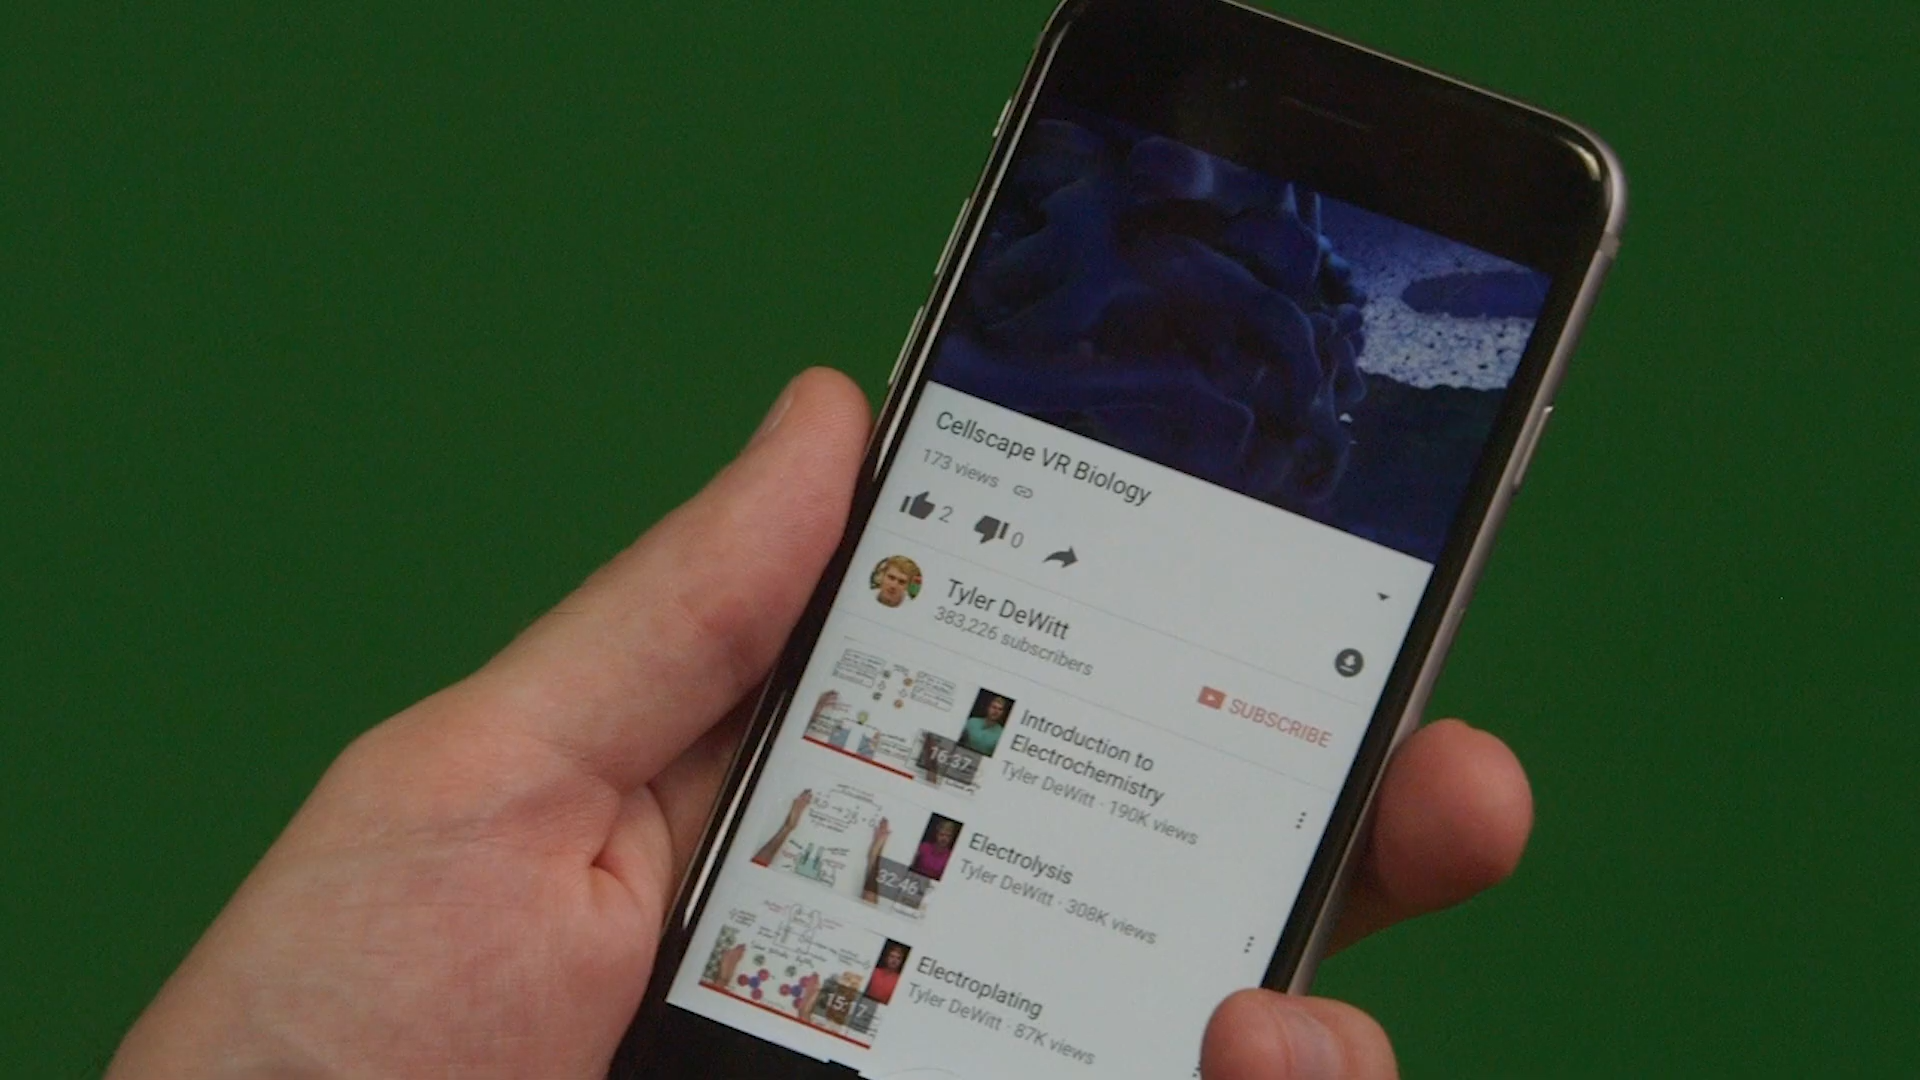 Cellscape VR Biology
173 views
2
0
Tyler DeWitt
383,226 subscribers
SUBSCRIBE
16:37
Introduction to
Electrochemistry
Tyler DeWitt · 190K views
32:46
Electrolysis
Tyler DeWitt · 308K views
15:17
Electroplating
Tyler DeWitt · 87K views